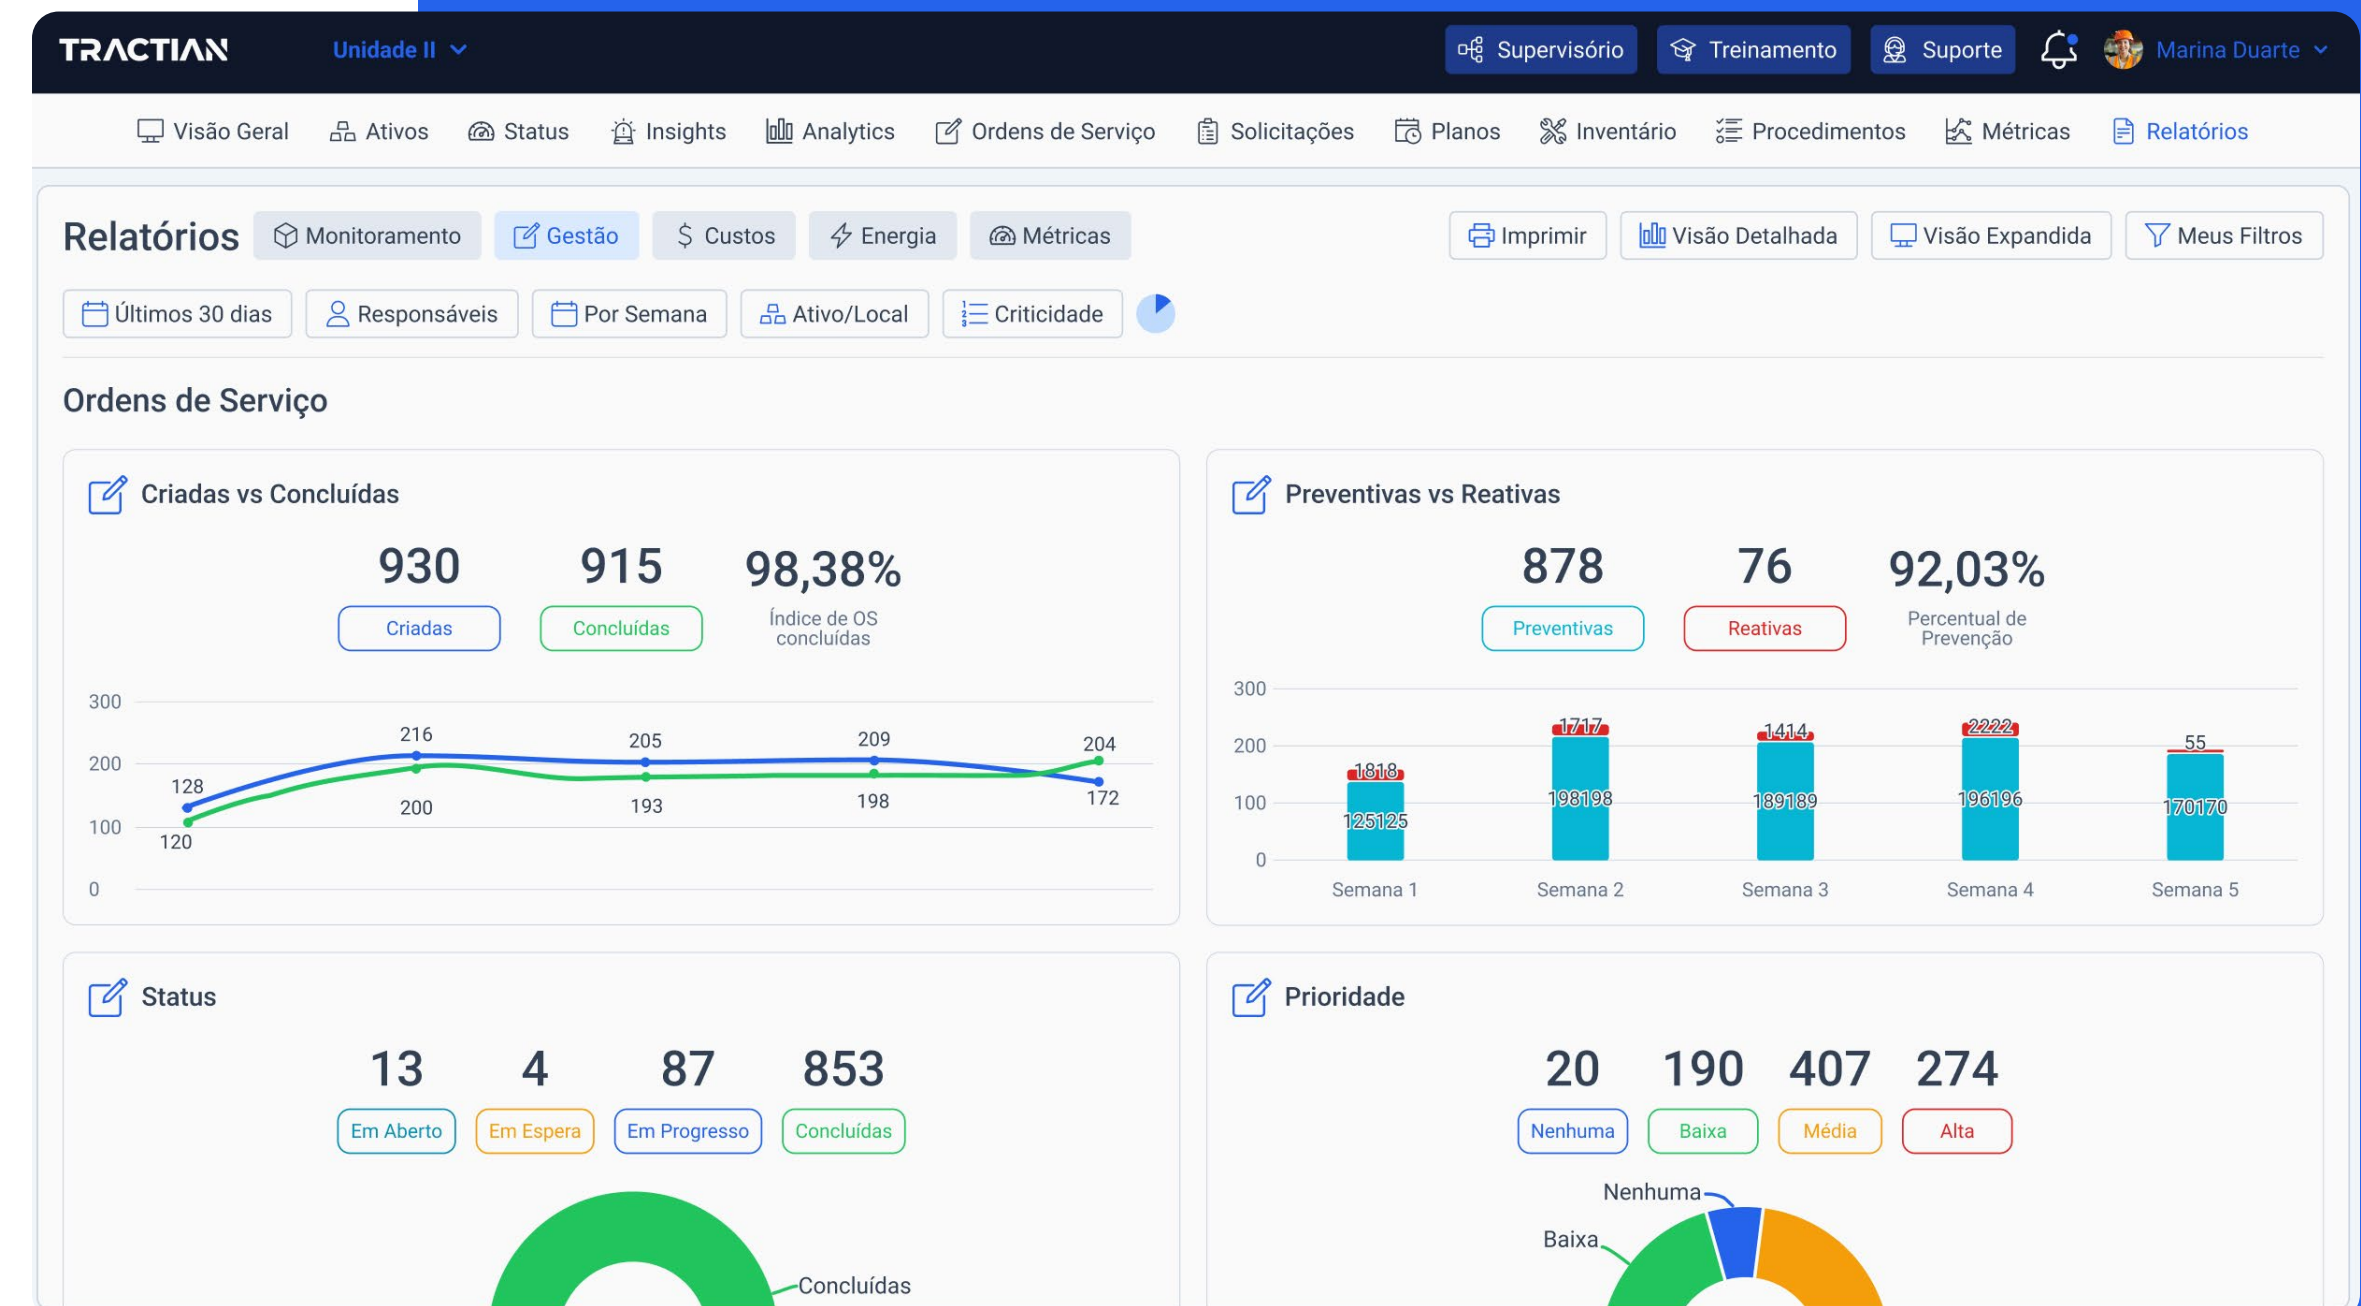 TRACTIAN
Unidade II
Supervisório
Treinamento
Suporte
Marina Duarte
Visão Geral
Ativos
Status
Insights
Analytics
Ordens de Serviço
Solicitações
Planos
Inventário
Procedimentos
Métricas
Relatórios
Relatórios
Monitoramento
Gestão
$ Custos
Energia
Métricas
Imprimir
Visão Detalhada
Visão Expandida
Meus Filtros
Últimos 30 dias
Responsáveis
Por Semana
Ativo/Local
Criticidade
Ordens de Serviço
Criadas vs Concluídas
930 915 98,38%
Criadas Concluídas Índice de OS
concluídas
300
200
100
0
128 216 205 209 204
120 200 193 198 172
Preventivas vs Reativas
878 76 92,03%
Preventivas Reativas Percentual de
Prevenção
300
200
100
0
1818 1717 1414 2222 55
125125 198198 189189 196196 170170
Semana 1 Semana 2 Semana 3 Semana 4 Semana 5
Status
13 4 87 853
Em Aberto Em Espera Em Progresso Concluídas
Concluídas
Prioridade
20 190 407 274
Nenhuma Baixa Média Alta
Nenhuma
Baixa